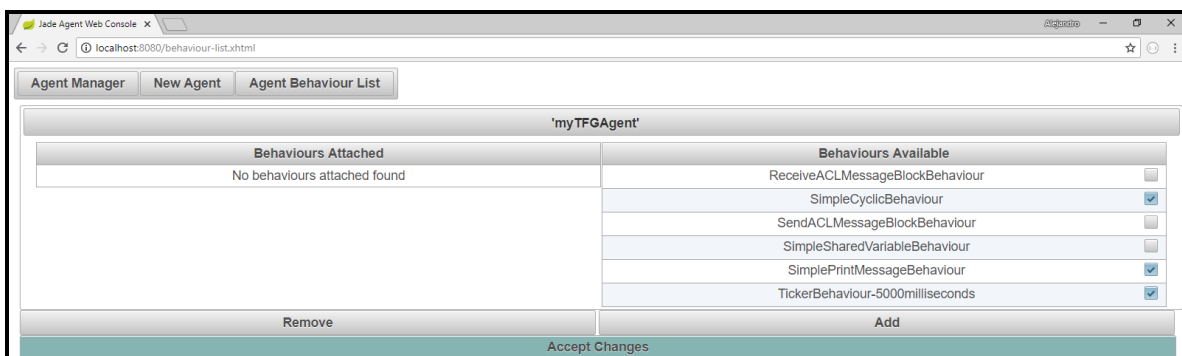 Jade Agent Web Console
Alejandro
localhost:8080/behaviour-list.xhtml
Agent Manager New Agent Agent Behaviour List
'myTFGAgent'
Behaviours Attached Behaviours Available
No behaviours attached found ReceiveACLMessageBlockBehaviour
SimpleCyclicBehaviour
SendACLMessageBlockBehaviour
SimpleSharedVariableBehaviour
SimplePrintMessageBehaviour
TickerBehaviour-5000milliseconds
Remove Add
Accept Changes